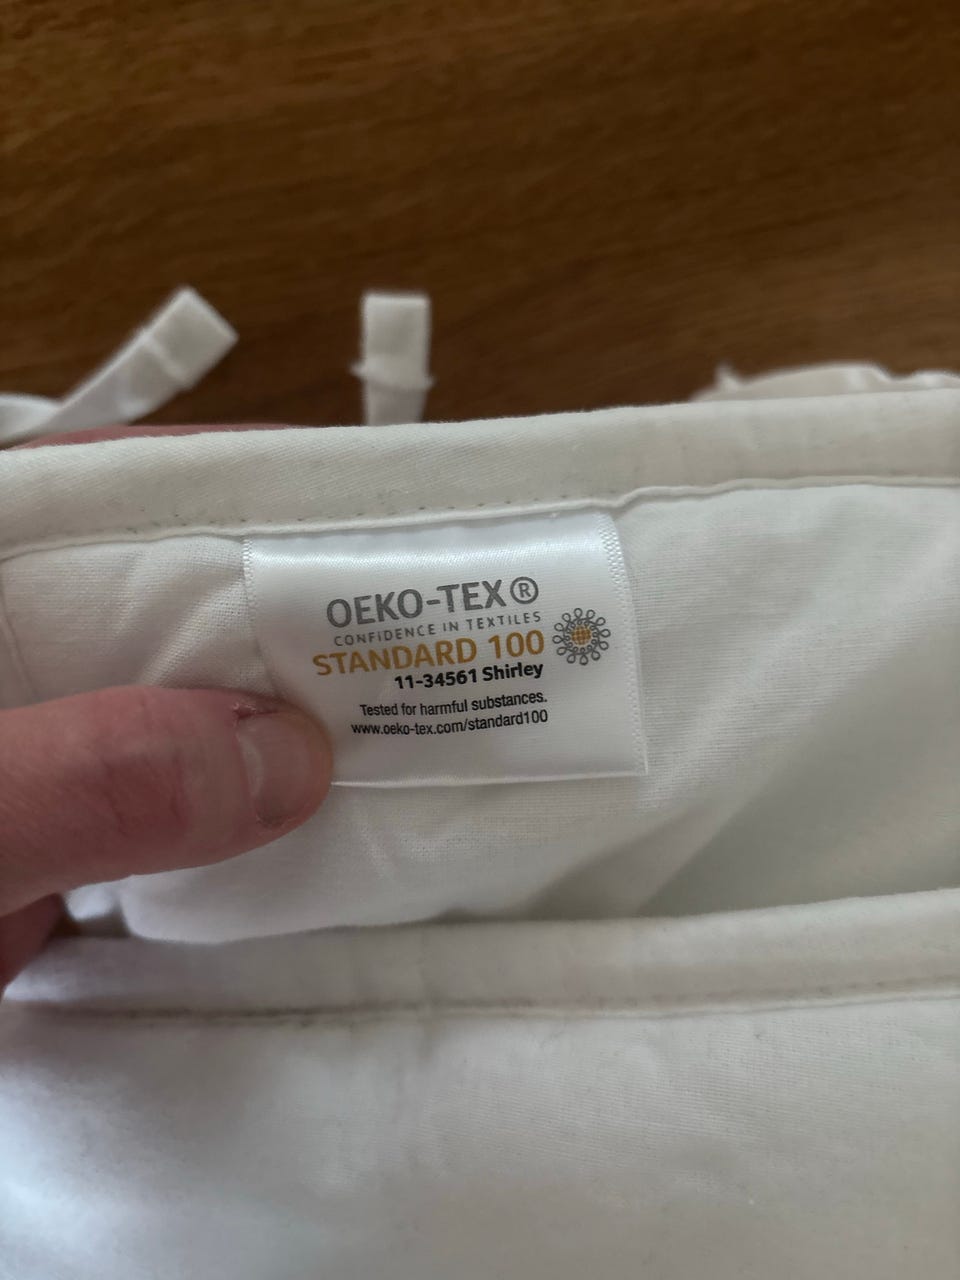 OEKO-TEX®
CONFIDENCE IN TEXTILES
STANDARD 100
11-34561 Shirley
Tested for harmful substances.
www.oeko-tex.com/standard100